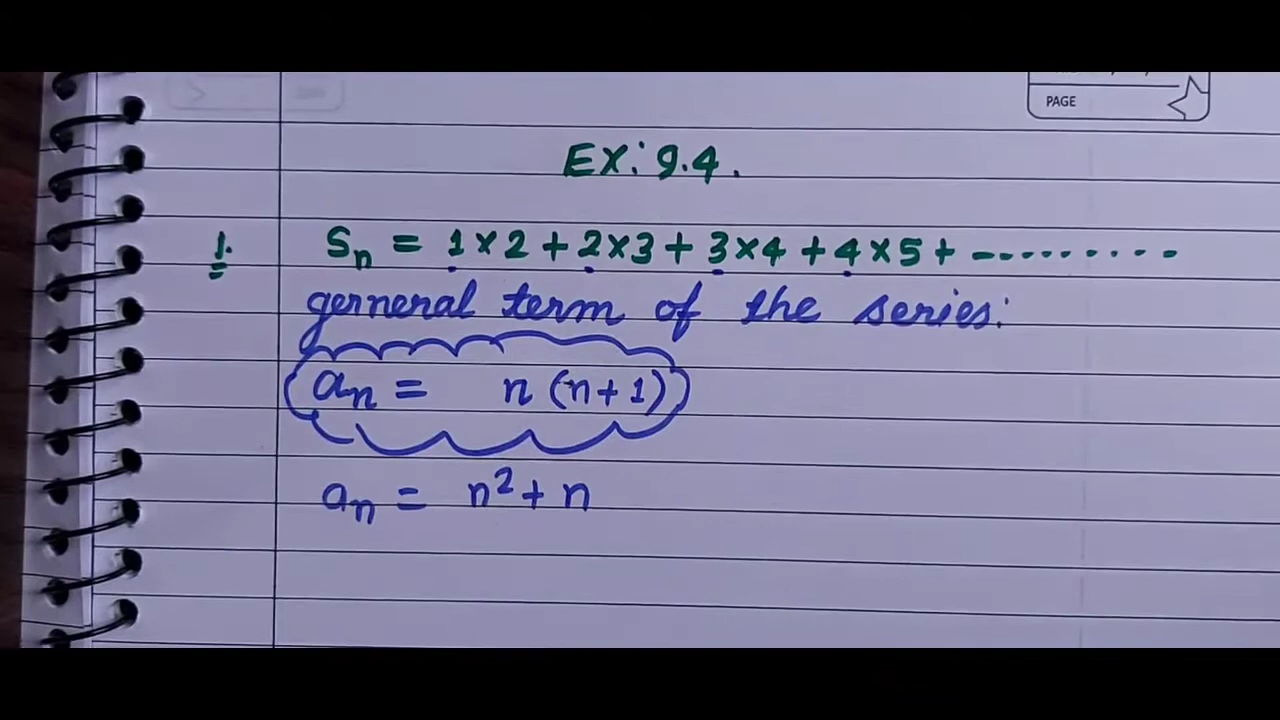 PAGE
EX: 9.4.
1. Sn = 1×2 + 2×3 + 3×4 + 4×5 + ---------
gerneral term of the series:
an = n (n+1)
an = n² + n